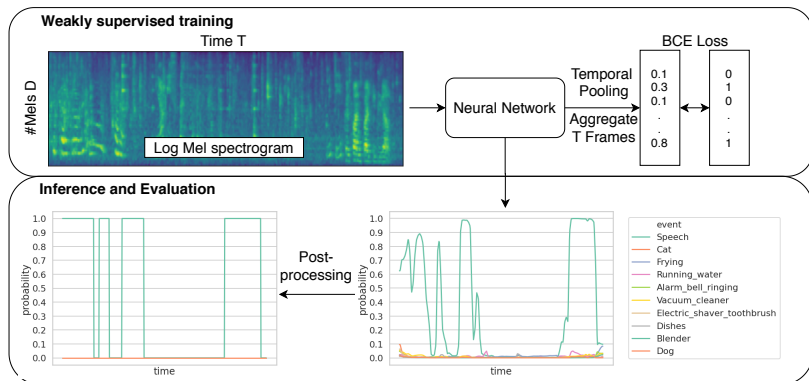 Weakly supervised training
Time T
#Mels D
Log Mel spectrogram
Neural Network
Temporal
Pooling
Aggregate
T Frames
BCE Loss
0.1 0
0.3 1
0.1 0
. .
. .
0.8 1
Inference and Evaluation
1.0
0.9
0.8
0.7
0.6
0.5
0.4
0.3
0.2
0.1
0.0
probability
time
Post-
processing
1.0
0.9
0.8
0.7
0.6
0.5
0.4
0.3
0.2
0.1
0.0
probability
time
event
Speech
Cat
Frying
Running_water
Alarm_bell_ringing
Vacuum_cleaner
Electric_shaver_toothbrush
Dishes
Blender
Dog